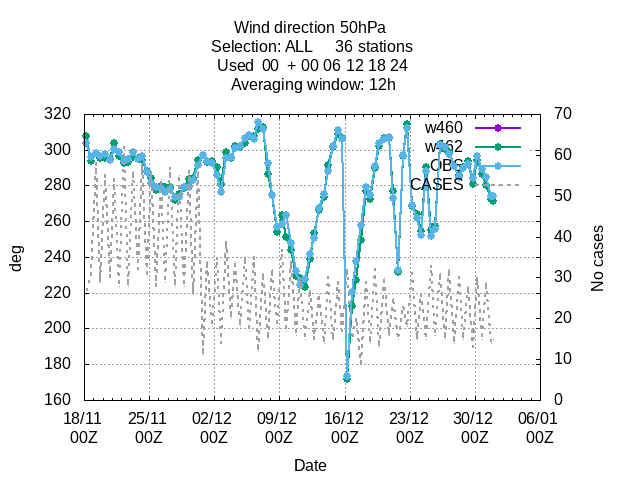 Wind direction 50hPa
Selection: ALL 36 stations
Used 00 + 00 06 12 18 24
Averaging window: 12h
320 70
w460
300 60
w462
OBS
280 CASES 50
260
40
240
30
220
20
200
180 10
160 0
deg
No cases
18/11 25/11 02/12 09/12 16/12 23/12 30/12 06/01
00Z 00Z 00Z 00Z 00Z 00Z 00Z 00Z
Date